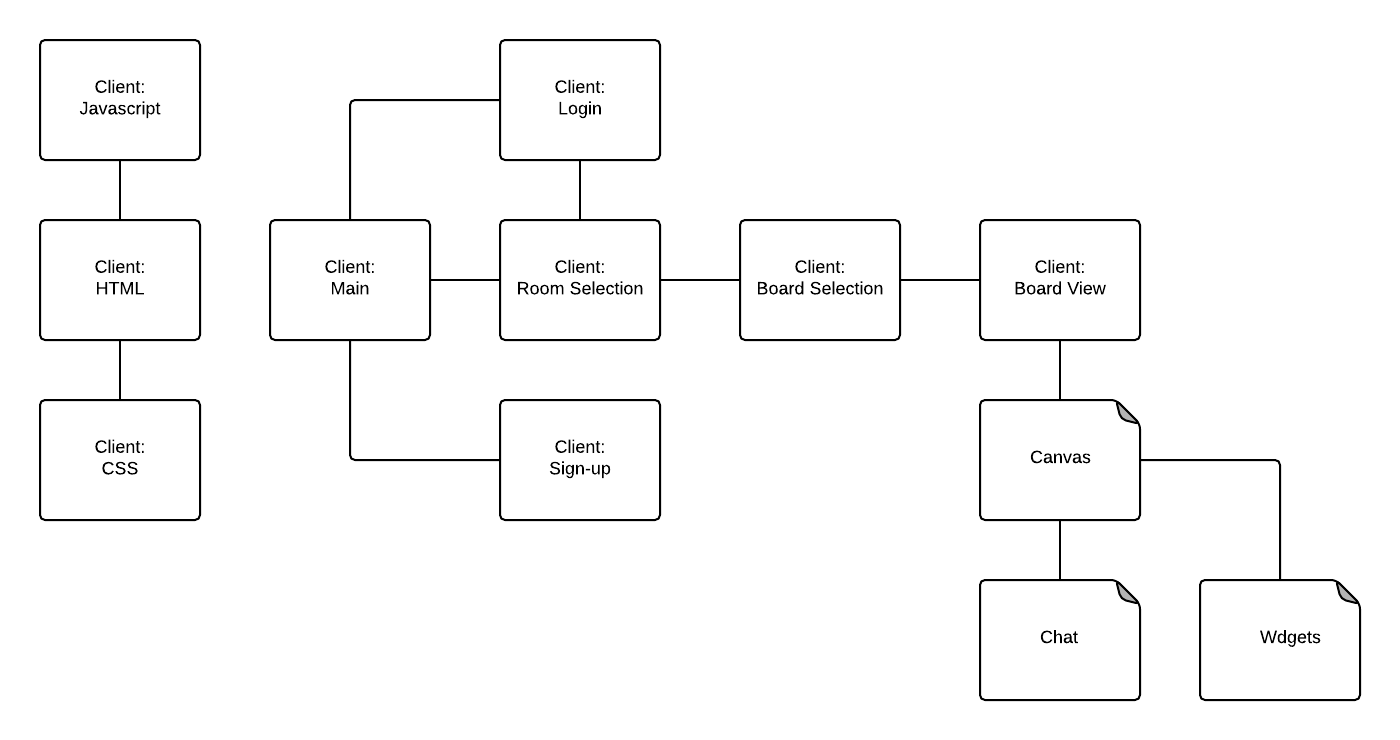 Client:
Javascript
Client:
Login
Client:
HTML
Client:
Main
Client:
Room Selection
Client:
Board Selection
Client:
Board View
Client:
CSS
Client:
Sign-up
Canvas
Chat
Wdgets